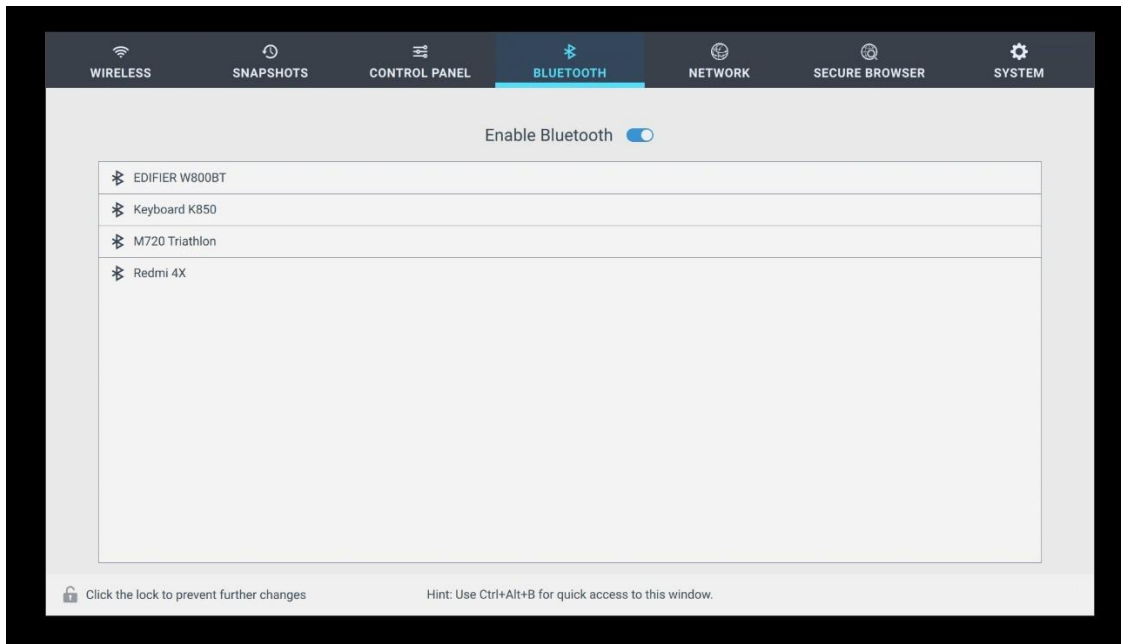 WIRELESS SNAPSHOTS CONTROL PANEL BLUETOOTH NETWORK SECURE BROWSER SYSTEM
Enable Bluetooth
EDIFIER W800BT
Keyboard K850
M720 Triathlon
Redmi 4X
Click the lock to prevent further changes Hint: Use Ctrl+Alt+B for quick access to this window.